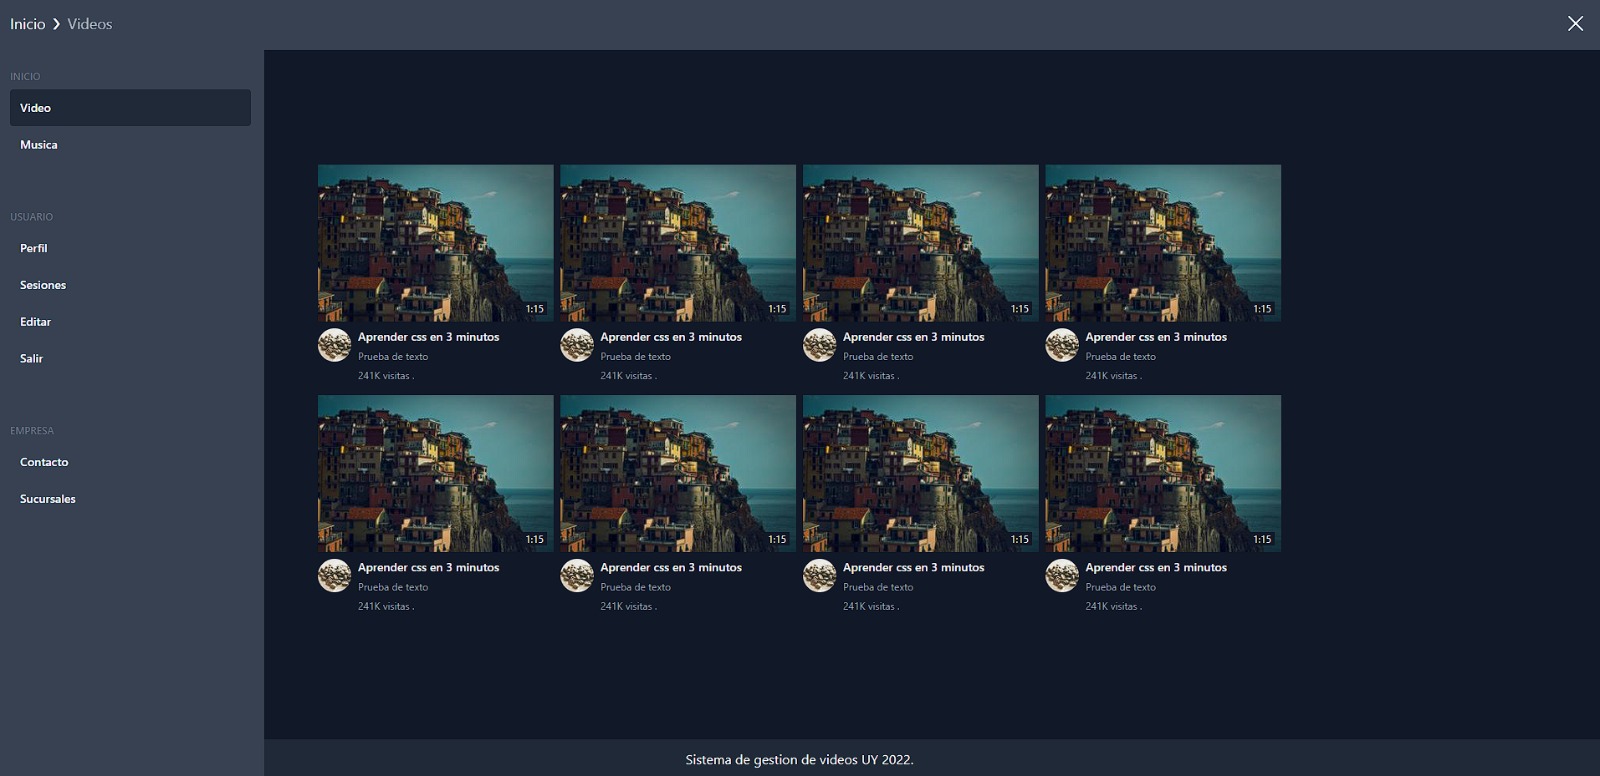 Inicio Videos
INICIO
Video
Musica
USUARIO
Perfil
Sesiones
Editar
Salir
EMPRESA
Contacto
Sucursales
1:15 1:15 1:15 1:15
Aprender css en 3 minutos Aprender css en 3 minutos Aprender css en 3 minutos Aprender css en 3 minutos
Prueba de texto Prueba de texto Prueba de texto Prueba de texto
241K visitas . 241K visitas . 241K visitas . 241K visitas .
1:15 1:15 1:15 1:15
Aprender css en 3 minutos Aprender css en 3 minutos Aprender css en 3 minutos Aprender css en 3 minutos
Prueba de texto Prueba de texto Prueba de texto Prueba de texto
241K visitas . 241K visitas . 241K visitas . 241K visitas .
Sistema de gestion de videos UY 2022.